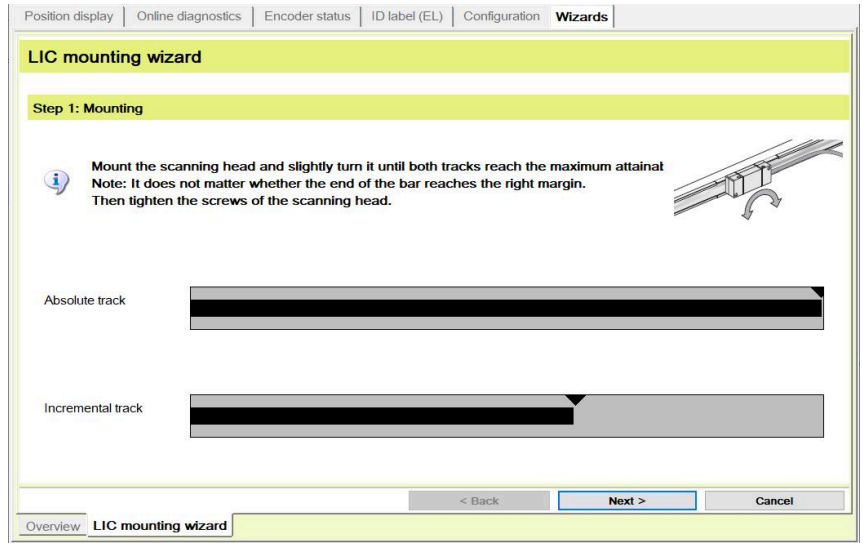 Position display Online diagnostics Encoder status ID label (EL) Configuration Wizards
LIC mounting wizard
Step 1: Mounting
Mount the scanning head and slightly turn it until both tracks reach the maximum attainab
Note: It does not matter whether the end of the bar reaches the right margin.
Then tighten the screws of the scanning head.
Absolute track
Incremental track
< Back Next > Cancel
Overview LIC mounting wizard